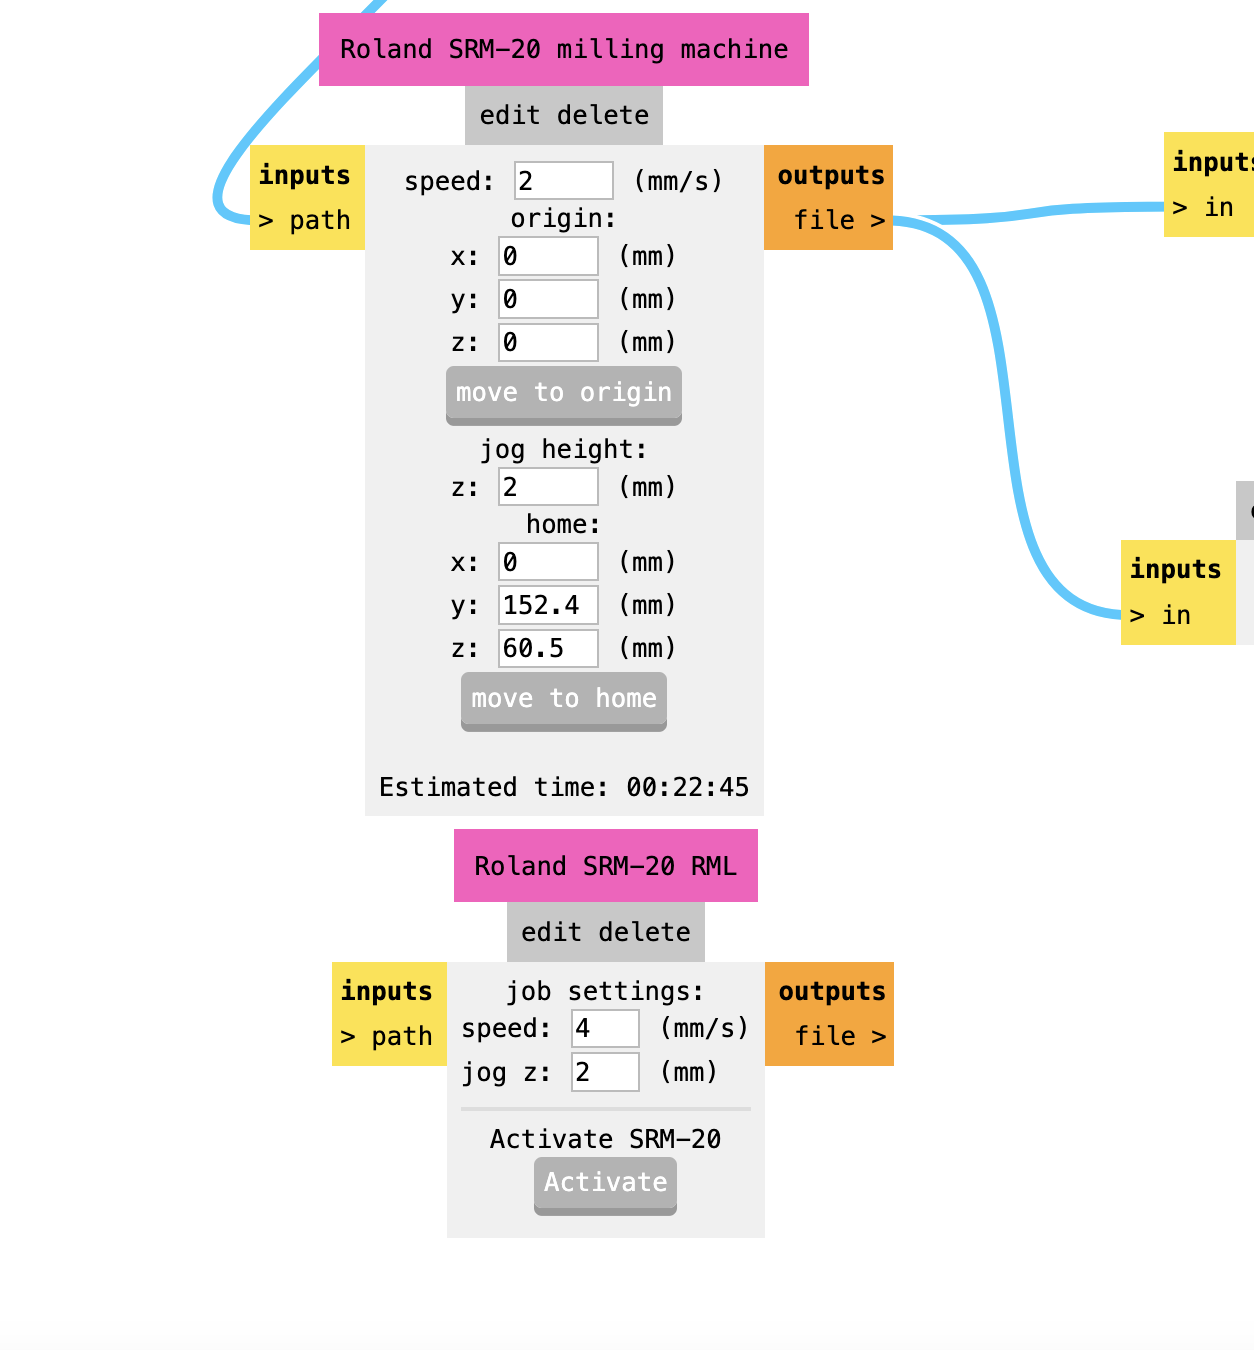 Roland SRM-20 milling machine
edit delete
inputs
> path
speed: 2 (mm/s)
origin:
x: 0 (mm)
y: 0 (mm)
z: 0 (mm)
move to origin
jog height:
z: 2 (mm)
home:
x: 0 (mm)
y: 152.4 (mm)
z: 60.5 (mm)
move to home
Estimated time: 00:22:45
outputs
file >
inputs
> in
inputs
> in
Roland SRM-20 RML
edit delete
inputs
> path
job settings:
speed: 4 (mm/s)
jog z: 2 (mm)
Activate SRM-20
Activate
outputs
file >